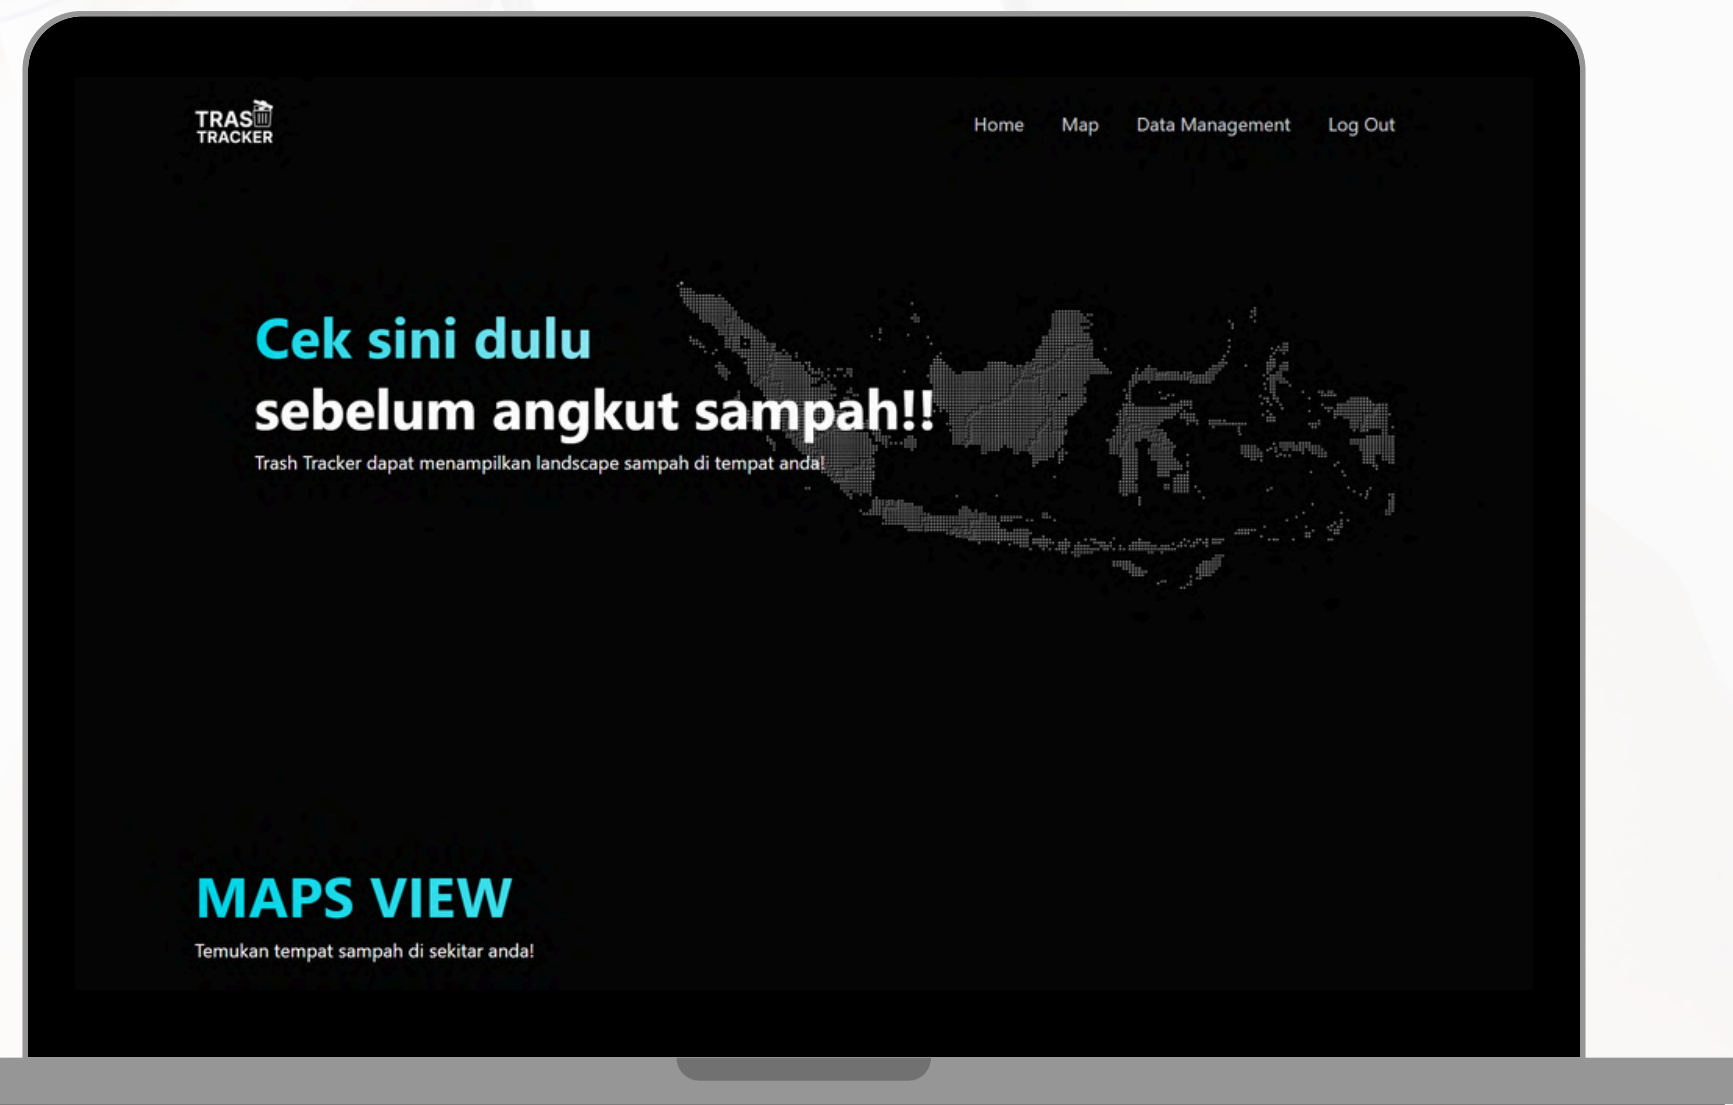 TRAS
TRACKER
Home Map Data Management Log Out
Cek sini dulu
sebelum angkut sampah!!
Trash Tracker dapat menampilkan landscape sampah di tempat anda!
MAPS VIEW
Temukan tempat sampah di sekitar anda!